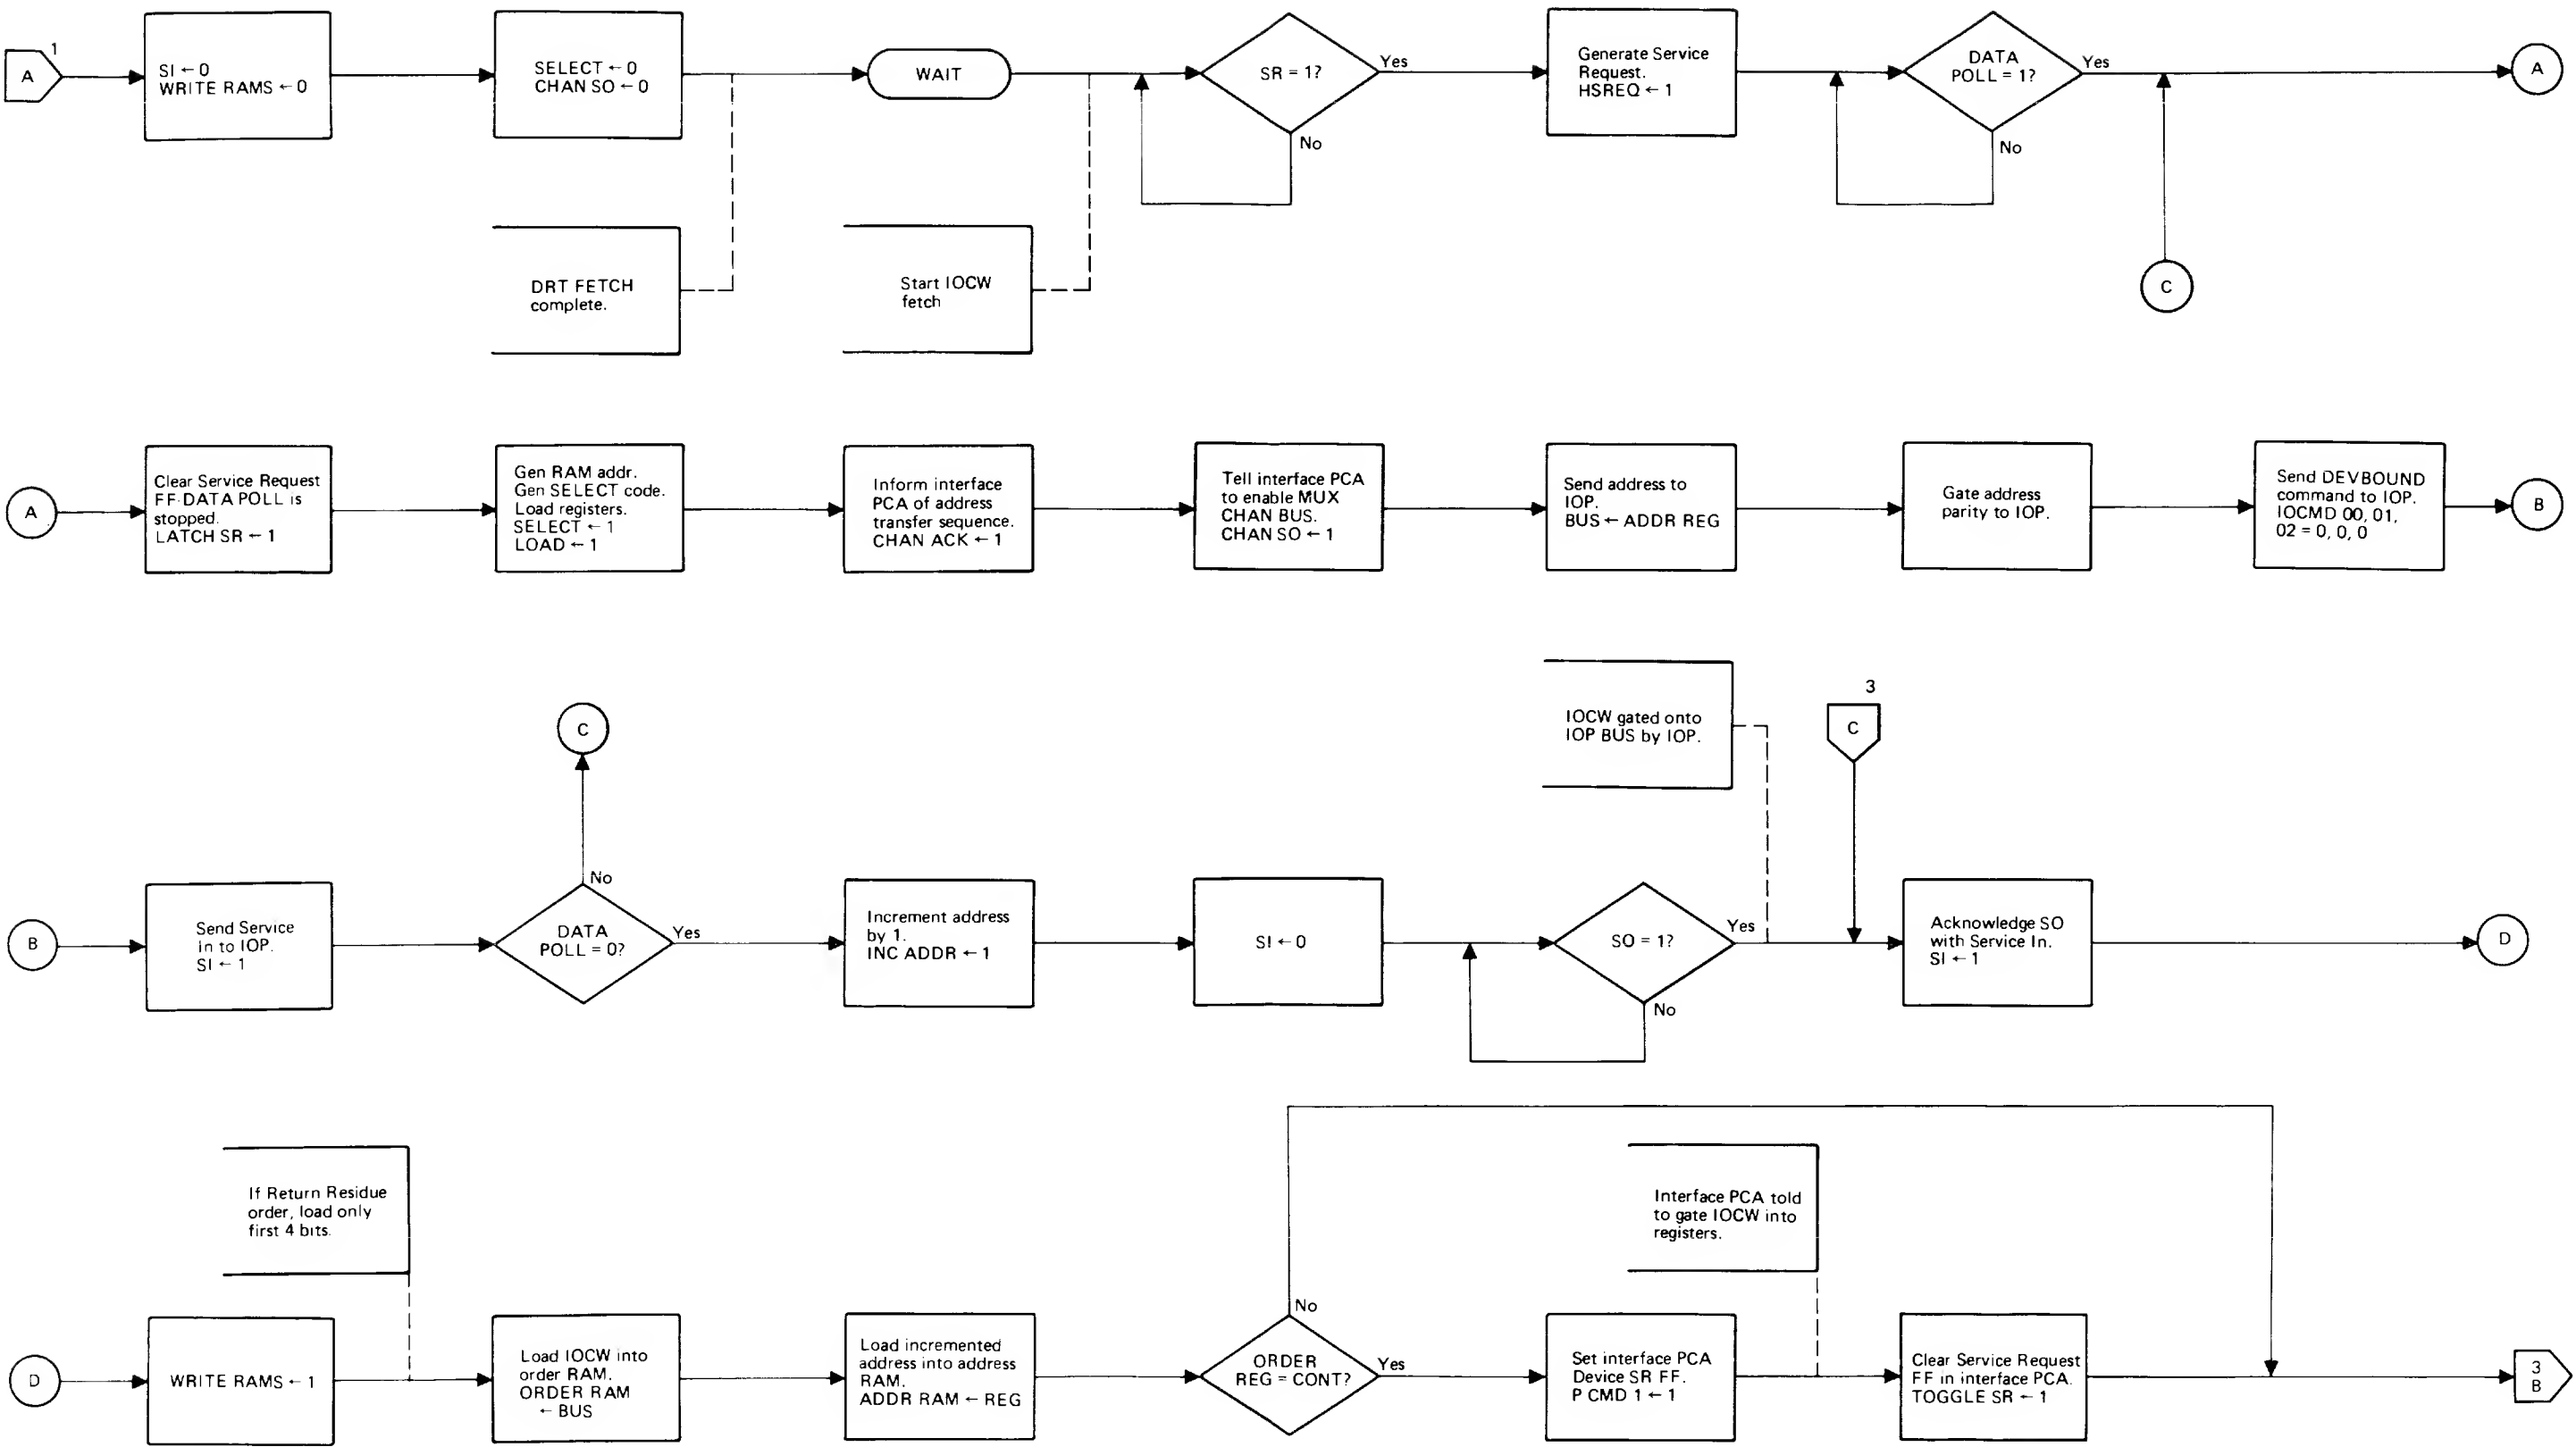 A
1
SI ← 0
WRITE RAMS ← 0
SELECT ← 0
CHAN SO ← 0
WAIT
SR = 1?
Yes
No
Generate Service
Request.
HSREQ ← 1
DATA
POLL = 1?
Yes
No
A
DRT FETCH
complete.
Start IOCW
fetch
C
A
Clear Service Request
FF-DATA POLL is
stopped.
LATCH SR ← 1
Gen RAM addr.
Gen SELECT code.
Load registers.
SELECT ← 1
LOAD ← 1
Inform interface
PCA of address
transfer sequence.
CHAN ACK ← 1
Tell interface PCA
to enable MUX
CHAN BUS.
CHAN SO ← 1
Send address to
IOP.
BUS ← ADDR REG
Gate address
parity to IOP.
Send DEVBOUND
command to IOP.
IOCMD 00, 01,
02 = 0, 0, 0
B
C
IOCW gated onto
IOP BUS by IOP.
3
C
B
Send Service
In to IOP.
SI ← 1
DATA
POLL = 0?
No
Yes
Increment address
by 1.
INC ADDR ← 1
SI ← 0
SO = 1?
Yes
No
Acknowledge SO
with Service In.
SI ← 1
D
If Return Residue
order, load only
first 4 bits.
Interface PCA told
to gate IOCW into
registers.
D
WRITE RAMS ← 1
Load IOCW into
order RAM.
ORDER RAM
← BUS
Load incremented
address into address
RAM.
ADDR RAM ← REG
No
ORDER
REG = CONT?
Yes
Set interface PCA
Device SR FF.
P CMD 1 ← 1
Clear Service Request
FF in interface PCA.
TOGGLE SR ← 1
3
B